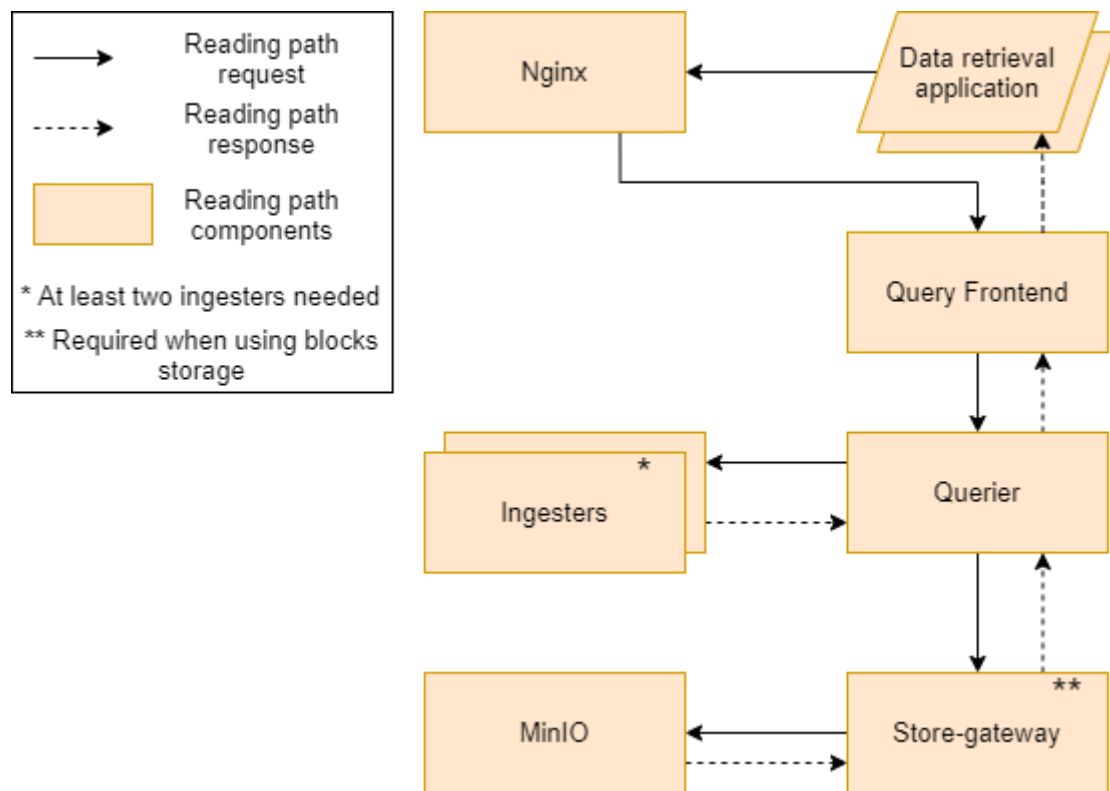 Reading path
request
Reading path
response
Reading path
components
* At least two ingesters needed
** Required when using blocks
storage
Nginx
Data retrieval
application
Query Frontend
*
Ingesters
Querier
MinIO
**
Store-gateway